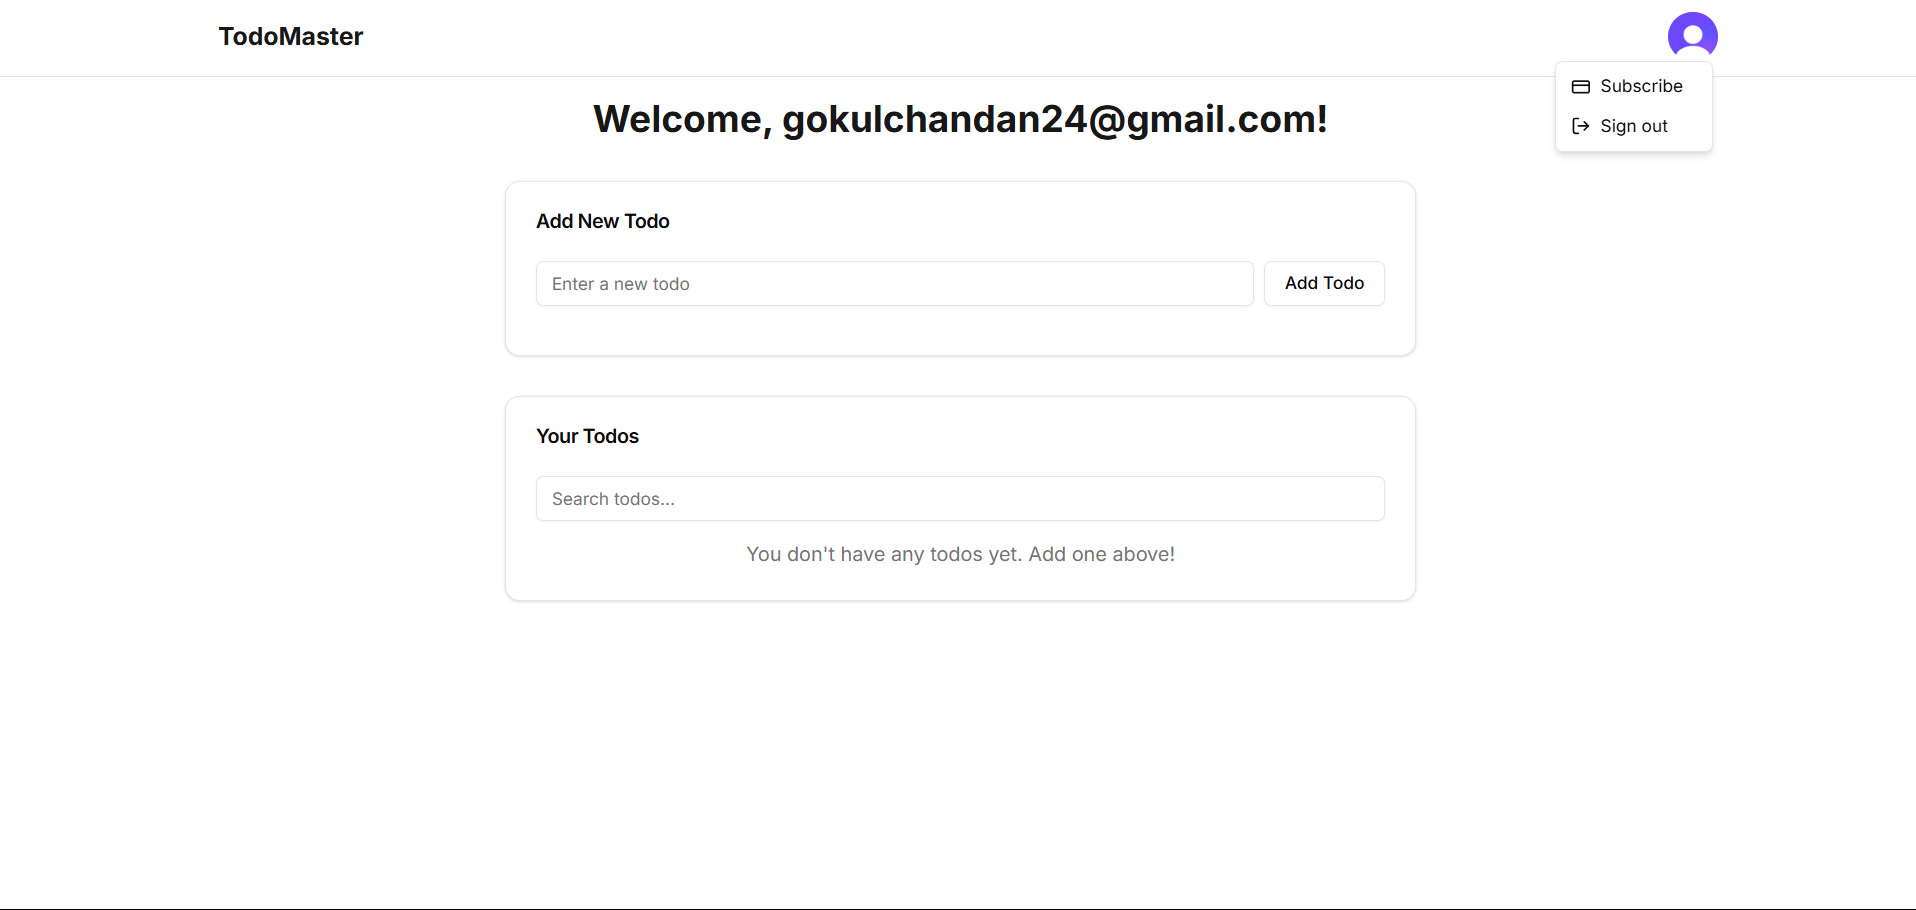 TodoMaster
Subscribe
Sign out
Welcome, gokulchandan24@gmail.com!
Add New Todo
Enter a new todo
Add Todo
Your Todos
Search todos...
You don't have any todos yet. Add one above!